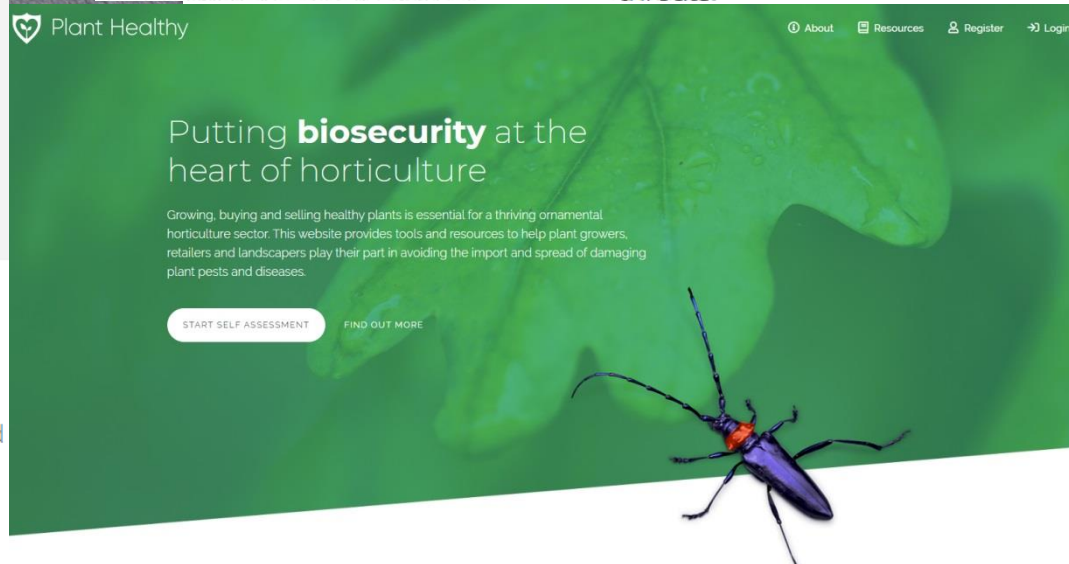 Plant Healthy
About
Resources
Register
Login
Putting biosecurity at the
heart of horticulture
Growing, buying and selling healthy plants is essential for a thriving ornamental
horticulture sector. This website provides tools and resources to help plant growers,
retailers and landscapers play their part in avoiding the import and spread of damaging
plant pests and diseases.
START SELF ASSESSMENT
FIND OUT MORE